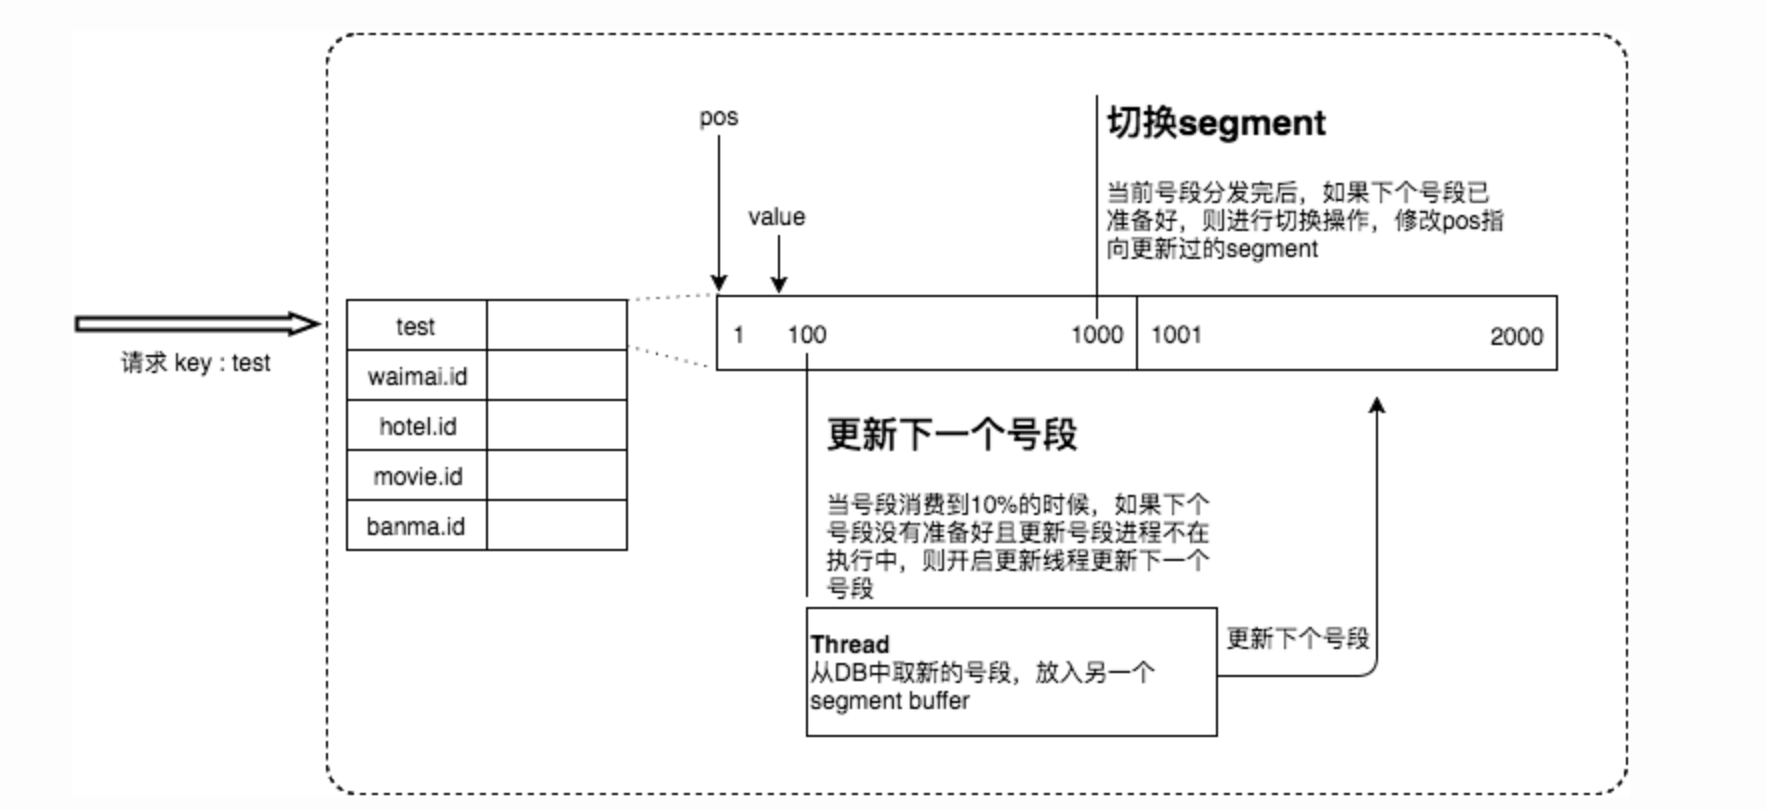 pos
value
切换segment
当前号段分发完后，如果下个号段已
准备好，则进行切换操作，修改pos指
向更新过的segment
请求 key : test
test
waimai.id
hotel.id
movie.id
banma.id
1 100 1000 1001 2000
更新下一个号段
当号段消费到10%的时候，如果下个
号段没有准备好且更新号段进程不在
执行中，则开启更新线程更新下一个
号段
Thread
从DB中取新的号段，放入另一个
segment buffer
更新下个号段